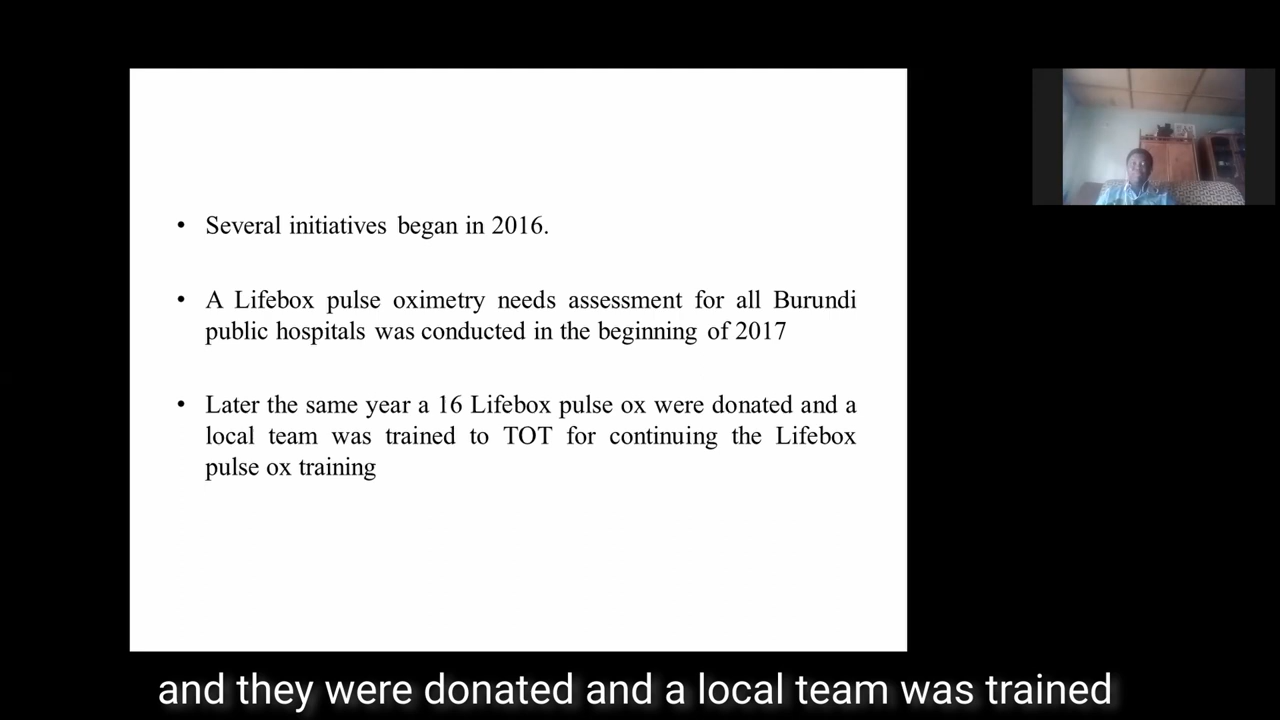 • Several initiatives began in 2016.
• A Lifebox pulse oximetry needs assessment for all Burundi
public hospitals was conducted in the beginning of 2017
• Later the same year a 16 Lifebox pulse ox were donated and a
local team was trained to TOT for continuing the Lifebox
pulse ox training
and they were donated and a local team was trained